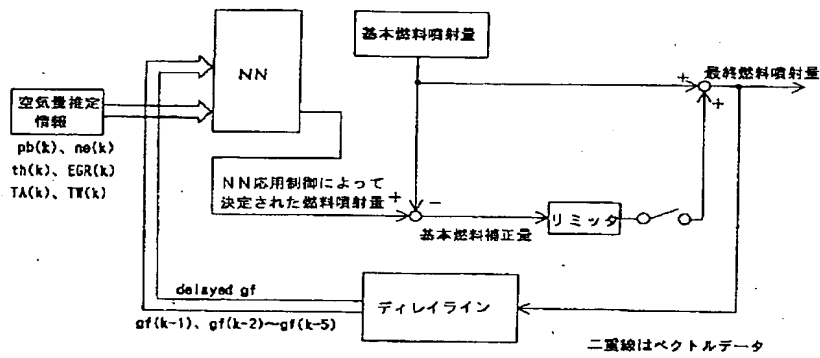 NN
基本燃料噴射量
最終燃料噴射量
+
+
空気量推定
情報
pb(k)、ne(k)
th(k)、EGR(k)
TA(k)、TW(k)
NN応用制御によって
決定された燃料噴射量
+
−
基本燃料補正量
リミッタ
delayed gf
gf(k-1)、gf(k-2)～gf(k-5)
ディレイライン
二重線はベクトルデータ